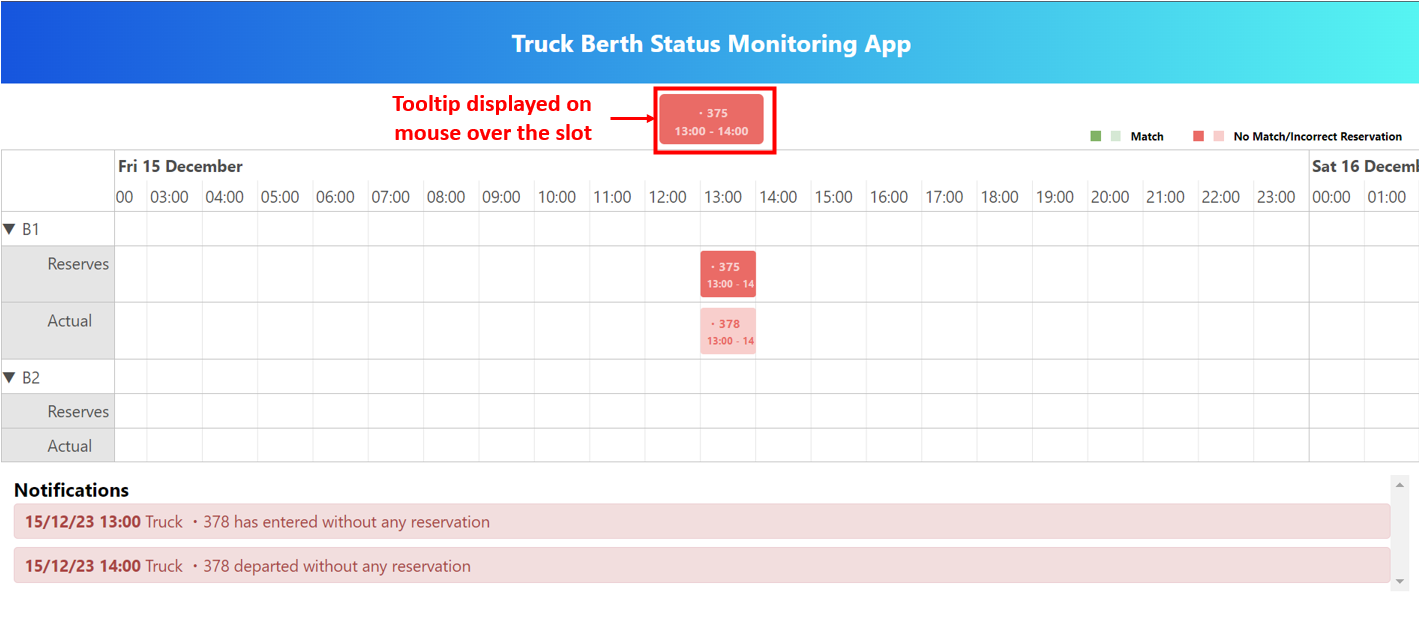 Truck Berth Status Monitoring App
Tooltip displayed on
mouse over the slot
・375
13:00 - 14:00
Match
No Match/Incorrect Reservation
Fri 15 December
Sat 16 Decem
00 03:00 04:00 05:00 06:00 07:00 08:00 09:00 10:00 11:00 12:00 13:00 14:00 15:00 16:00 17:00 18:00 19:00 20:00 21:00 22:00 23:00 00:00 01:00
▼ B1
Reserves
・375
13:00 - 14
Actual
・378
13:00 - 14
▼ B2
Reserves
Actual
Notifications
15/12/23 13:00 Truck ・378 has entered without any reservation
15/12/23 14:00 Truck ・378 departed without any reservation